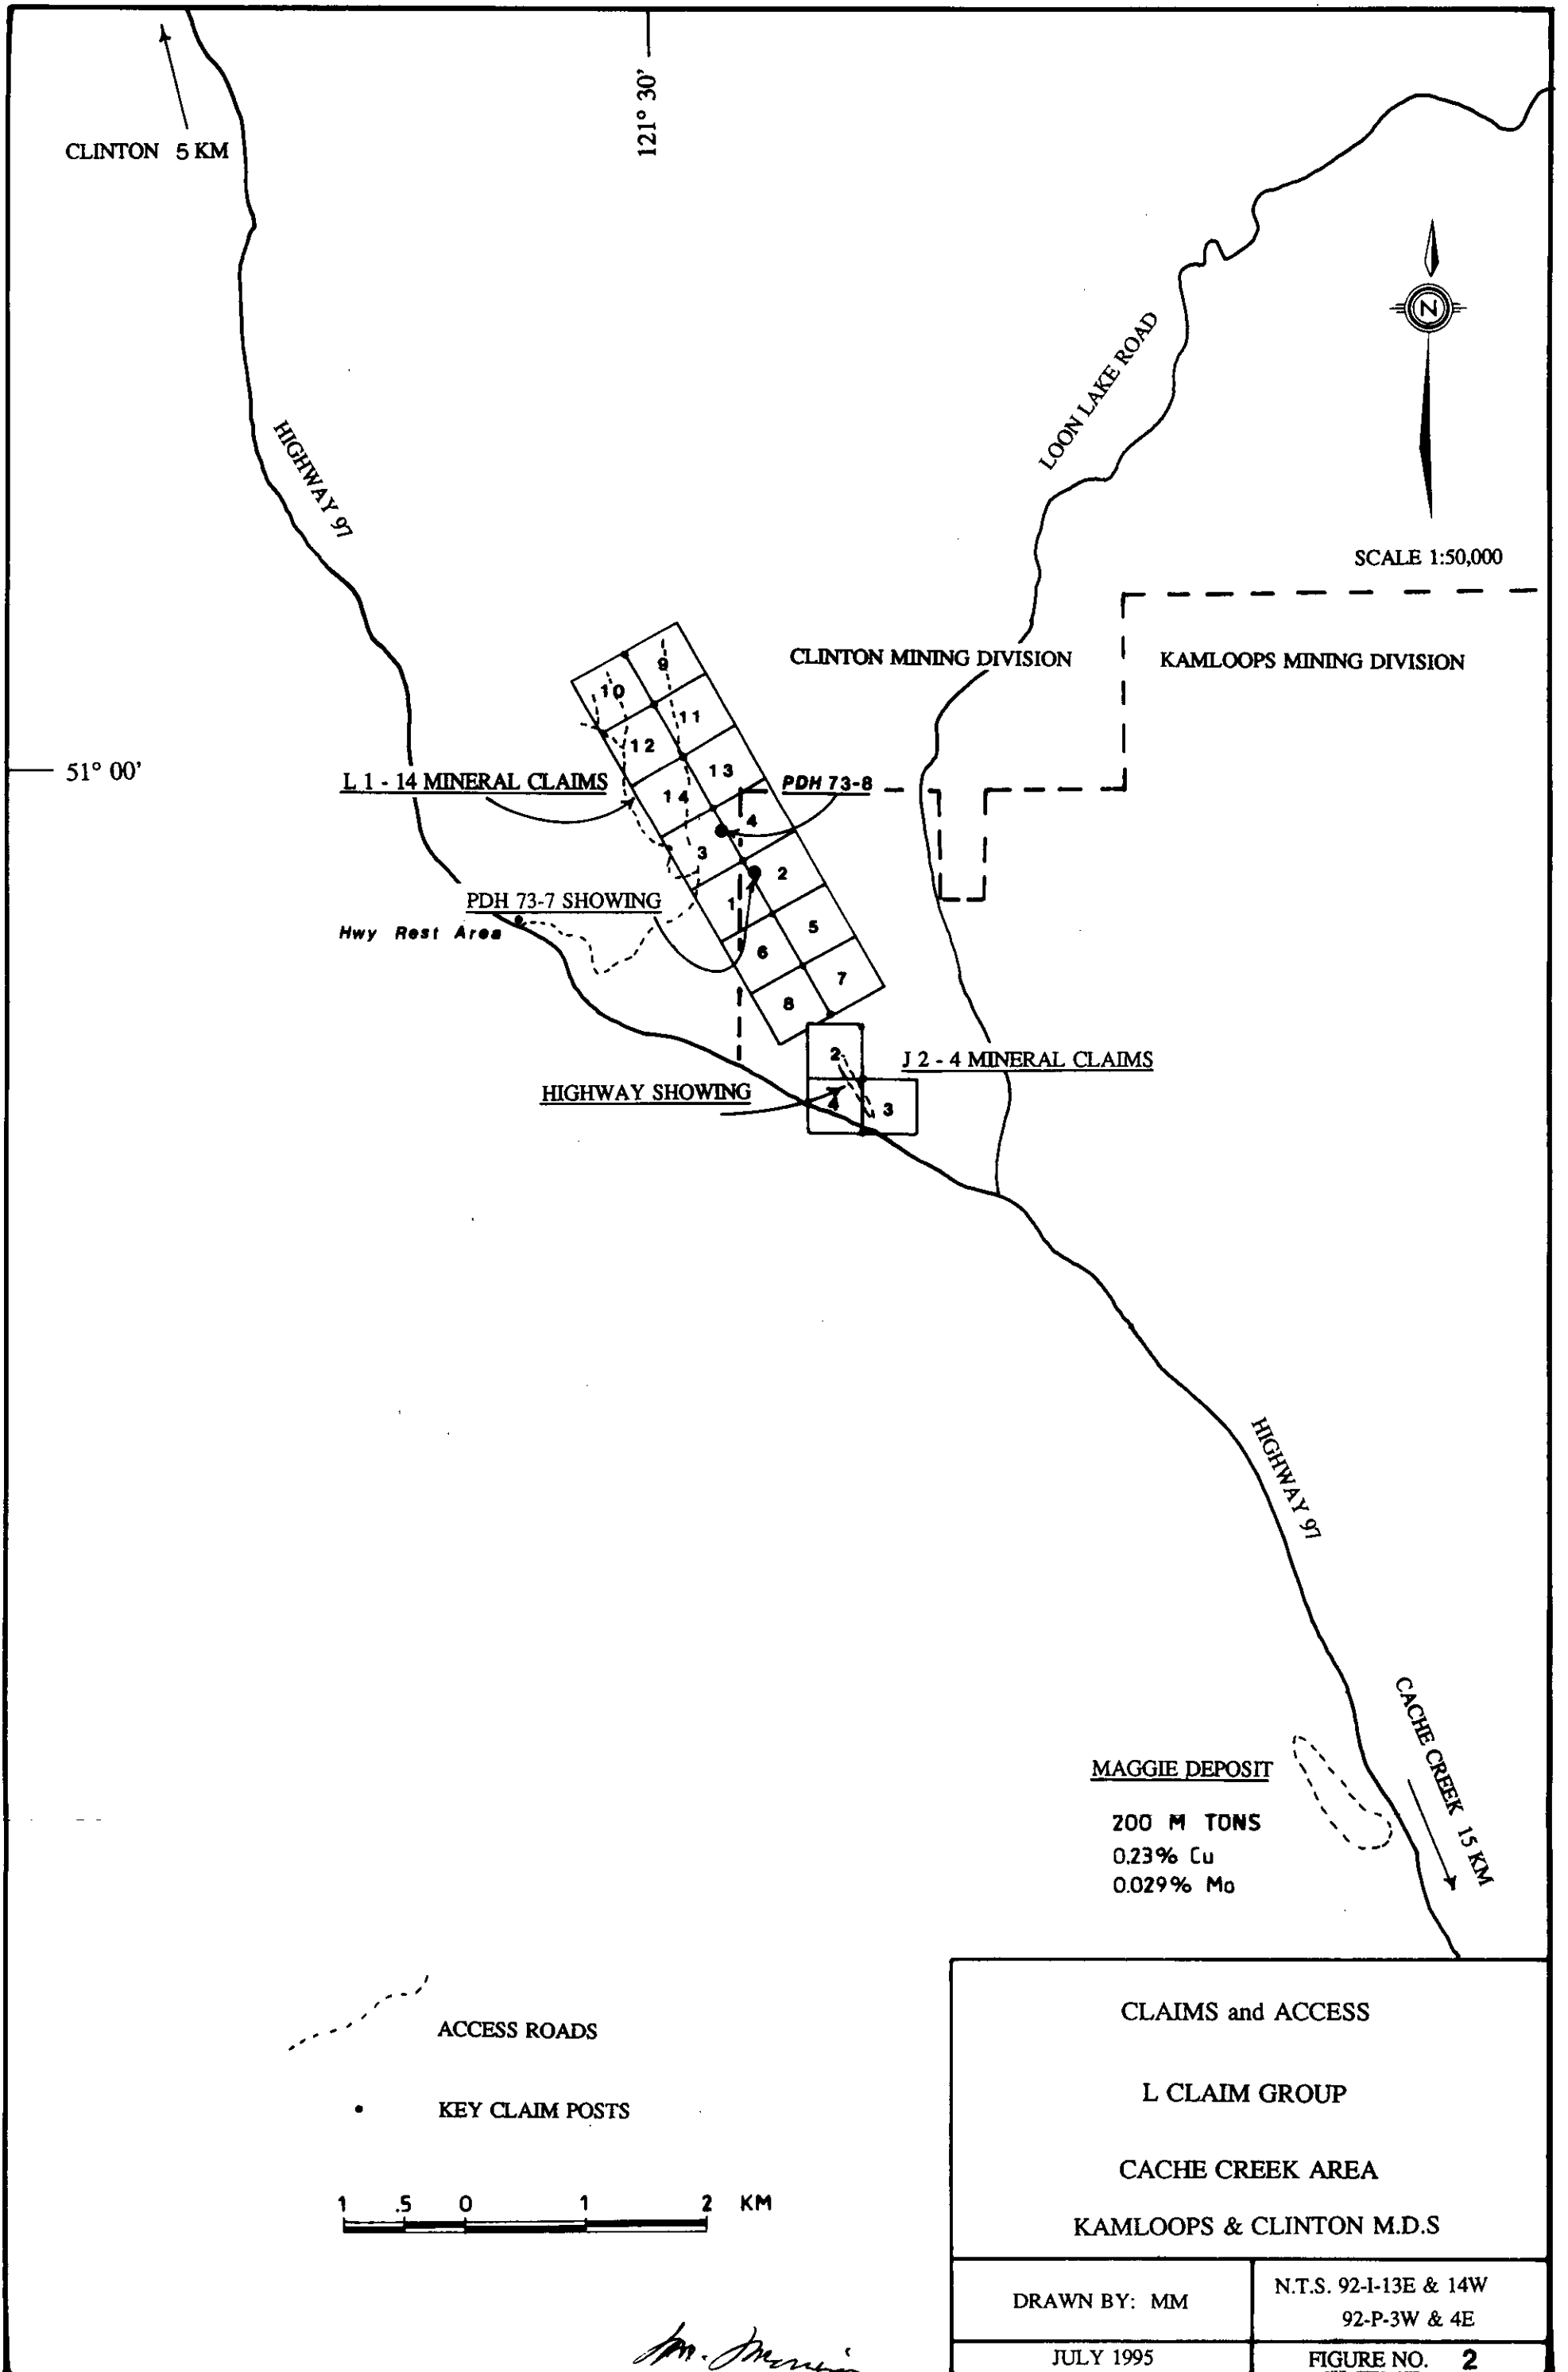 121° 30'
CLINTON 5 KM
HIGHWAY 97
LOON LAKE ROAD
N
SCALE 1:50,000
CLINTON MINING DIVISION
KAMLOOPS MINING DIVISION
9
10
11
12
51° 00'
13
L 1 - 14 MINERAL CLAIMS
14
PDH 73-8
4
3
2
PDH 73-7 SHOWING
1
5
Hwy Rest Area
6
7
8
2
J 2 - 4 MINERAL CLAIMS
HIGHWAY SHOWING
4
3
HIGHWAY 97
CACHE CREEK 15 KM
MAGGIE DEPOSIT
200 M TONS
0.23% Cu
0.029% Mo
ACCESS ROADS
KEY CLAIM POSTS
1 .5 0 1 2 KM
CLAIMS and ACCESS
L CLAIM GROUP
CACHE CREEK AREA
KAMLOOPS & CLINTON M.D.S
DRAWN BY: MM
N.T.S. 92-I-13E & 14W
92-P-3W & 4E
JULY 1995
FIGURE NO. 2